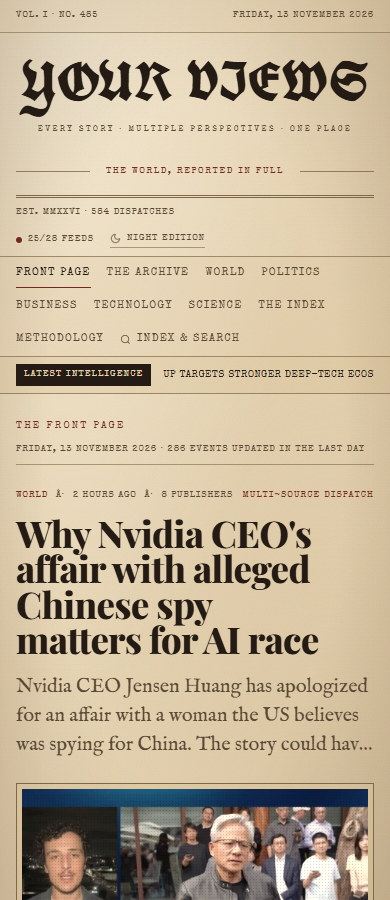 VOL. I · NO. 485
FRIDAY, 13 NOVEMBER 2026
YOUR VIEWS
EVERY STORY · MULTIPLE PERSPECTIVES · ONE PLACE
THE WORLD, REPORTED IN FULL
EST. MMXXVI · 584 DISPATCHES
25/28 FEEDS NIGHT EDITION
FRONT PAGE THE ARCHIVE WORLD POLITICS
BUSINESS TECHNOLOGY SCIENCE THE INDEX
METHODOLOGY INDEX & SEARCH
LATEST INTELLIGENCE UP TARGETS STRONGER DEEP-TECH ECOS
THE FRONT PAGE
FRIDAY, 13 NOVEMBER 2026 · 286 EVENTS UPDATED IN THE LAST DAY
WORLD Â· 2 HOURS AGO Â· 8 PUBLISHERS MULTI-SOURCE DISPATCH
Why Nvidia CEO's
affair with alleged
Chinese spy
matters for AI race
Nvidia CEO Jensen Huang has apologized
for an affair with a woman the US believes
was spying for China. The story could hav...